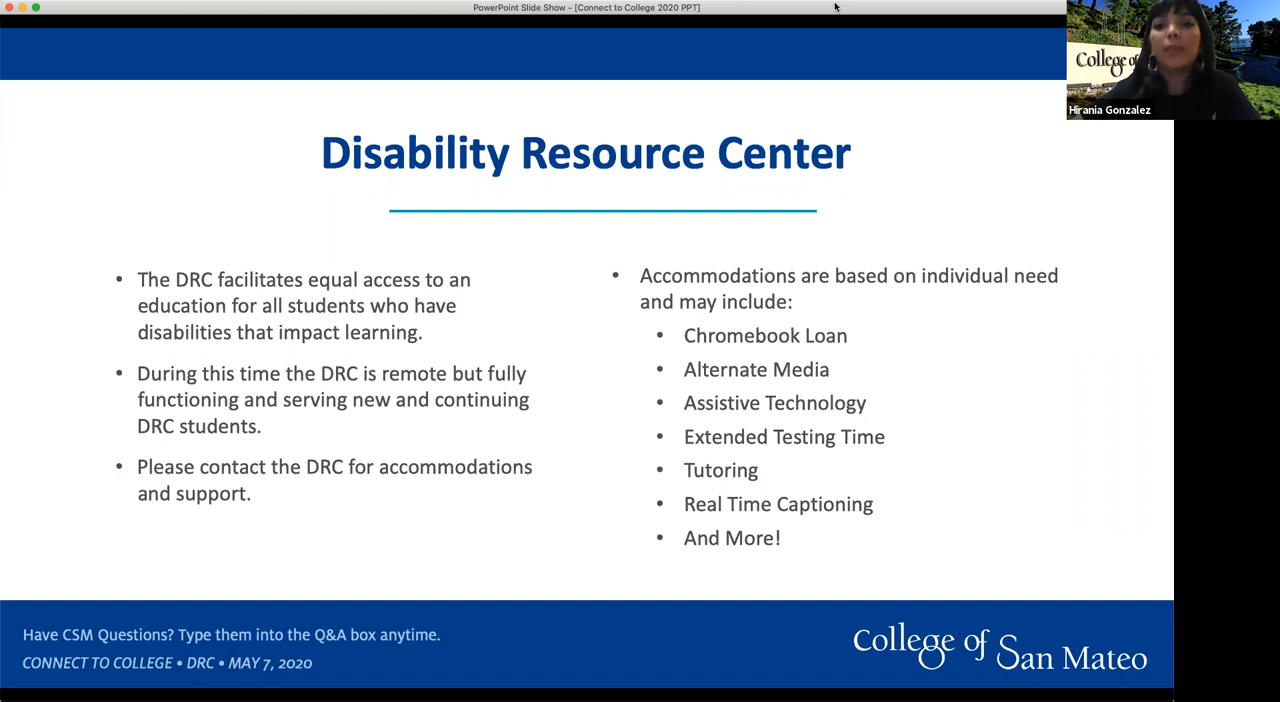 PowerPoint Slide Show - [Connect to College 2020 PPT]
College of
Hirania Gonzalez
Disability Resource Center
• The DRC facilitates equal access to an
education for all students who have
disabilities that impact learning.
• During this time the DRC is remote but fully
functioning and serving new and continuing
DRC students.
• Please contact the DRC for accommodations
and support.
• Accommodations are based on individual need
and may include:
• Chromebook Loan
• Alternate Media
• Assistive Technology
• Extended Testing Time
• Tutoring
• Real Time Captioning
• And More!
Have CSM Questions? Type them into the Q&A box anytime.
CONNECT TO COLLEGE • DRC • MAY 7, 2020
College of San Mateo